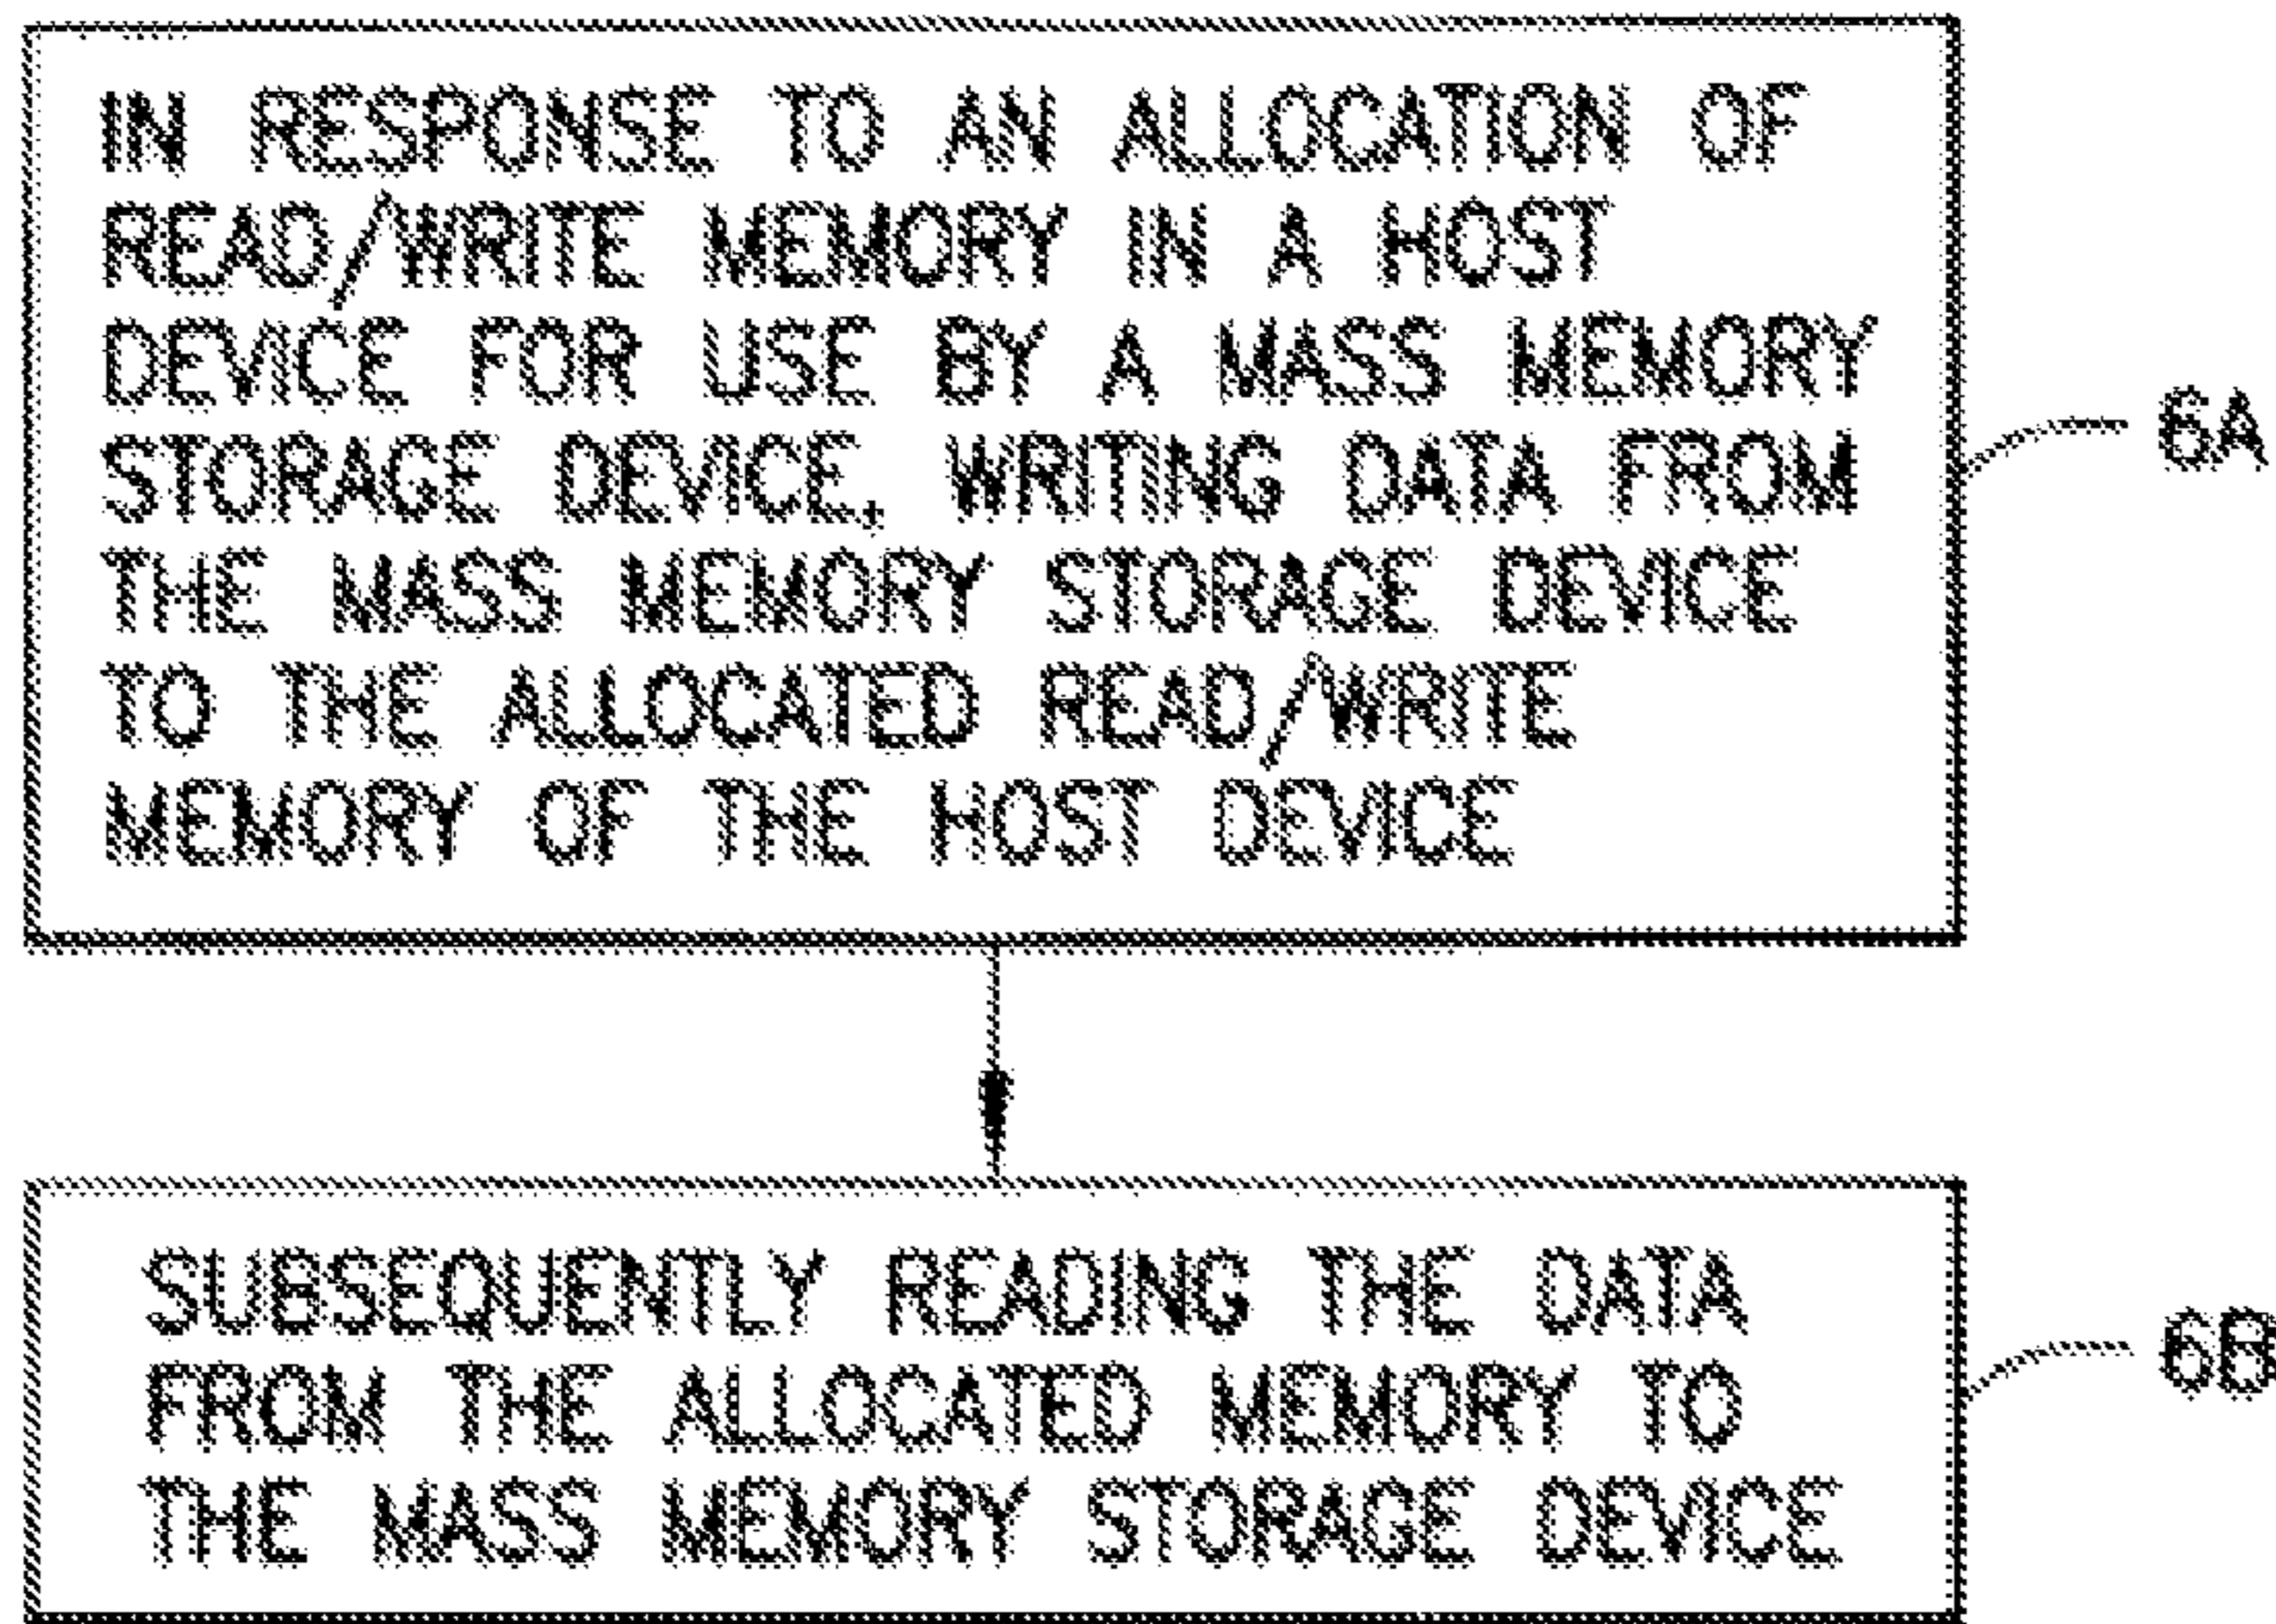 IN RESPONSE TO AN ALLOCATION OF
READ/WRITE MEMORY IN A HOST
DEVICE FOR USE BY A MASS MEMORY
STORAGE DEVICE, WRITING DATA FROM
THE MASS MEMORY STORAGE DEVICE
TO THE ALLOCATED READ/WRITE
MEMORY OF THE HOST DEVICE
6A
SUBSEQUENTLY READING THE DATA
FROM THE ALLOCATED MEMORY TO
THE MASS MEMORY STORAGE DEVICE
6B